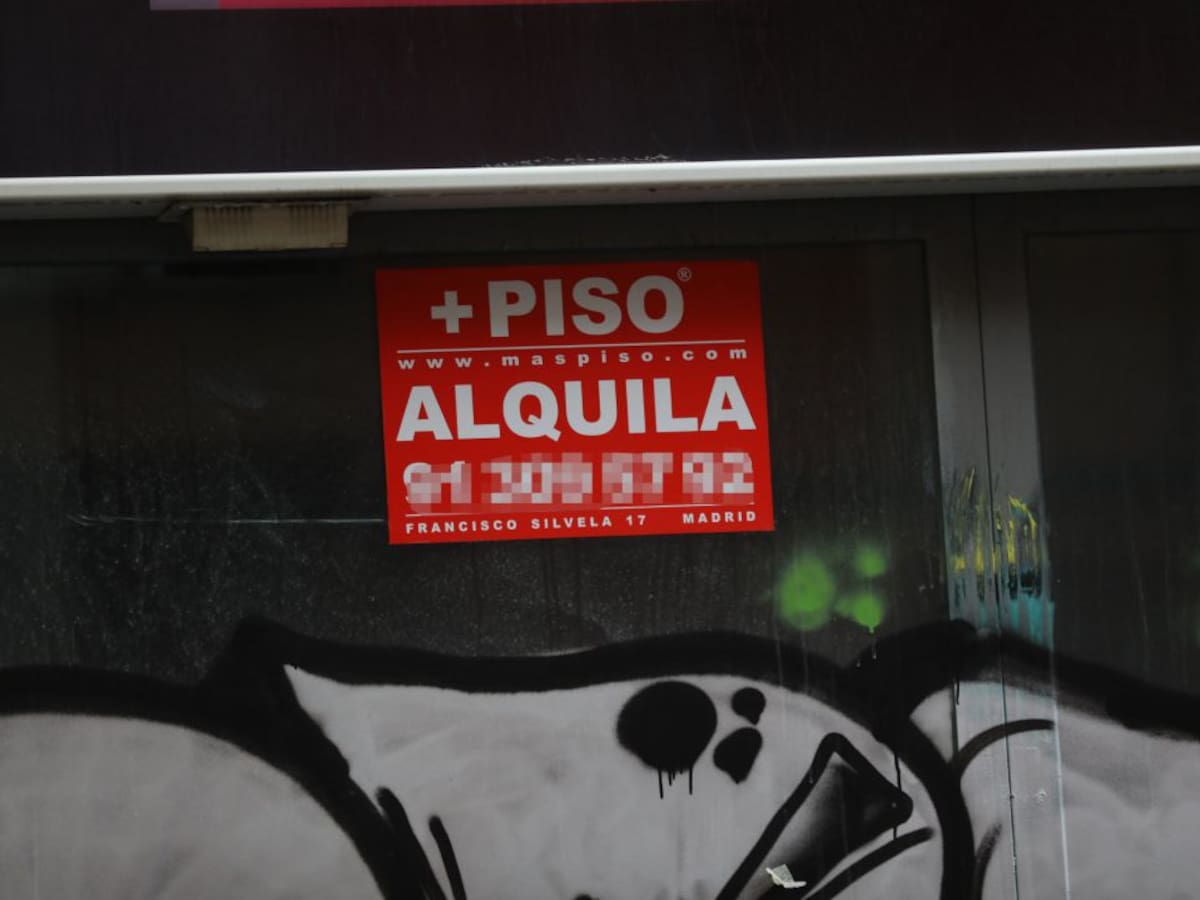 +PISO®
www.maspiso.com
ALQUILA
FRANCISCO SILVELA 17 MADRID